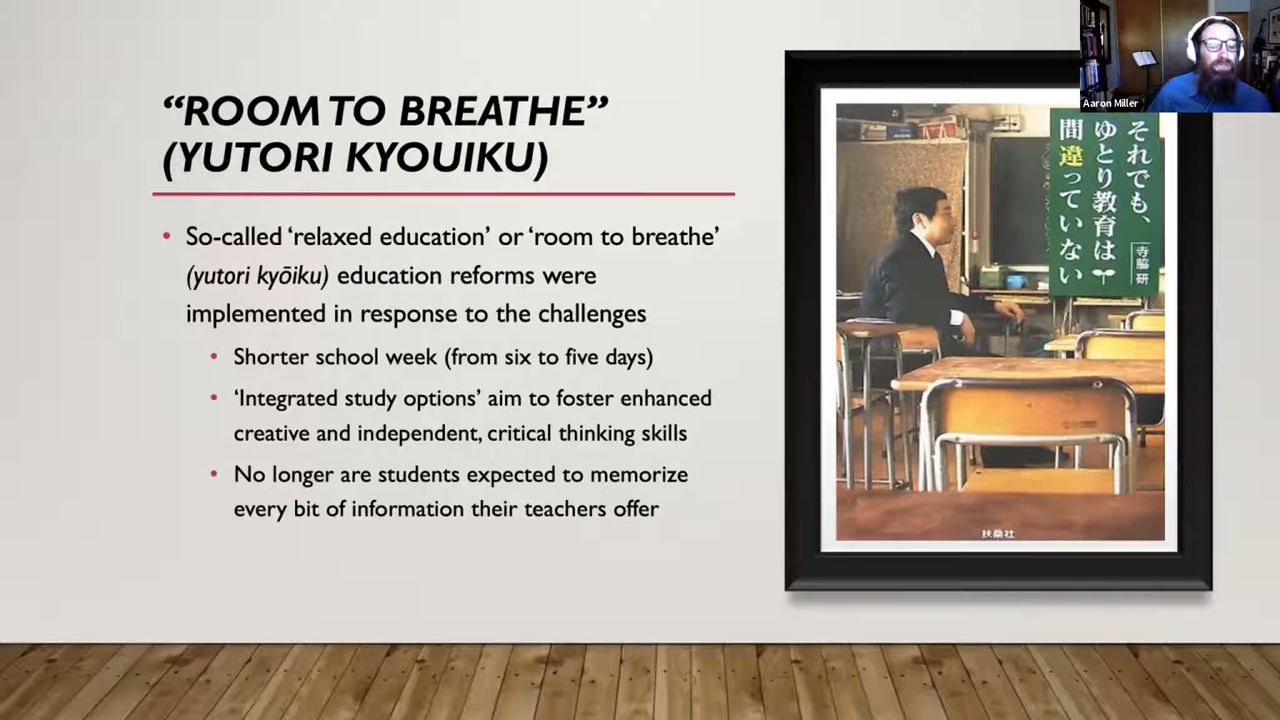 “ROOM TO BREATHE”
(YUTORI KYOUIKU)
So-called ‘relaxed education’ or ‘room to breathe’
(yutori kyōiku) education reforms were
implemented in response to the challenges
Shorter school week (from six to five days)
‘Integrated study options’ aim to foster enhanced
creative and independent, critical thinking skills
No longer are students expected to memorize
every bit of information their teachers offer
Aaron Miller
それでも、
ゆとり教育は
間違っていない
寺脇研
扶桑社